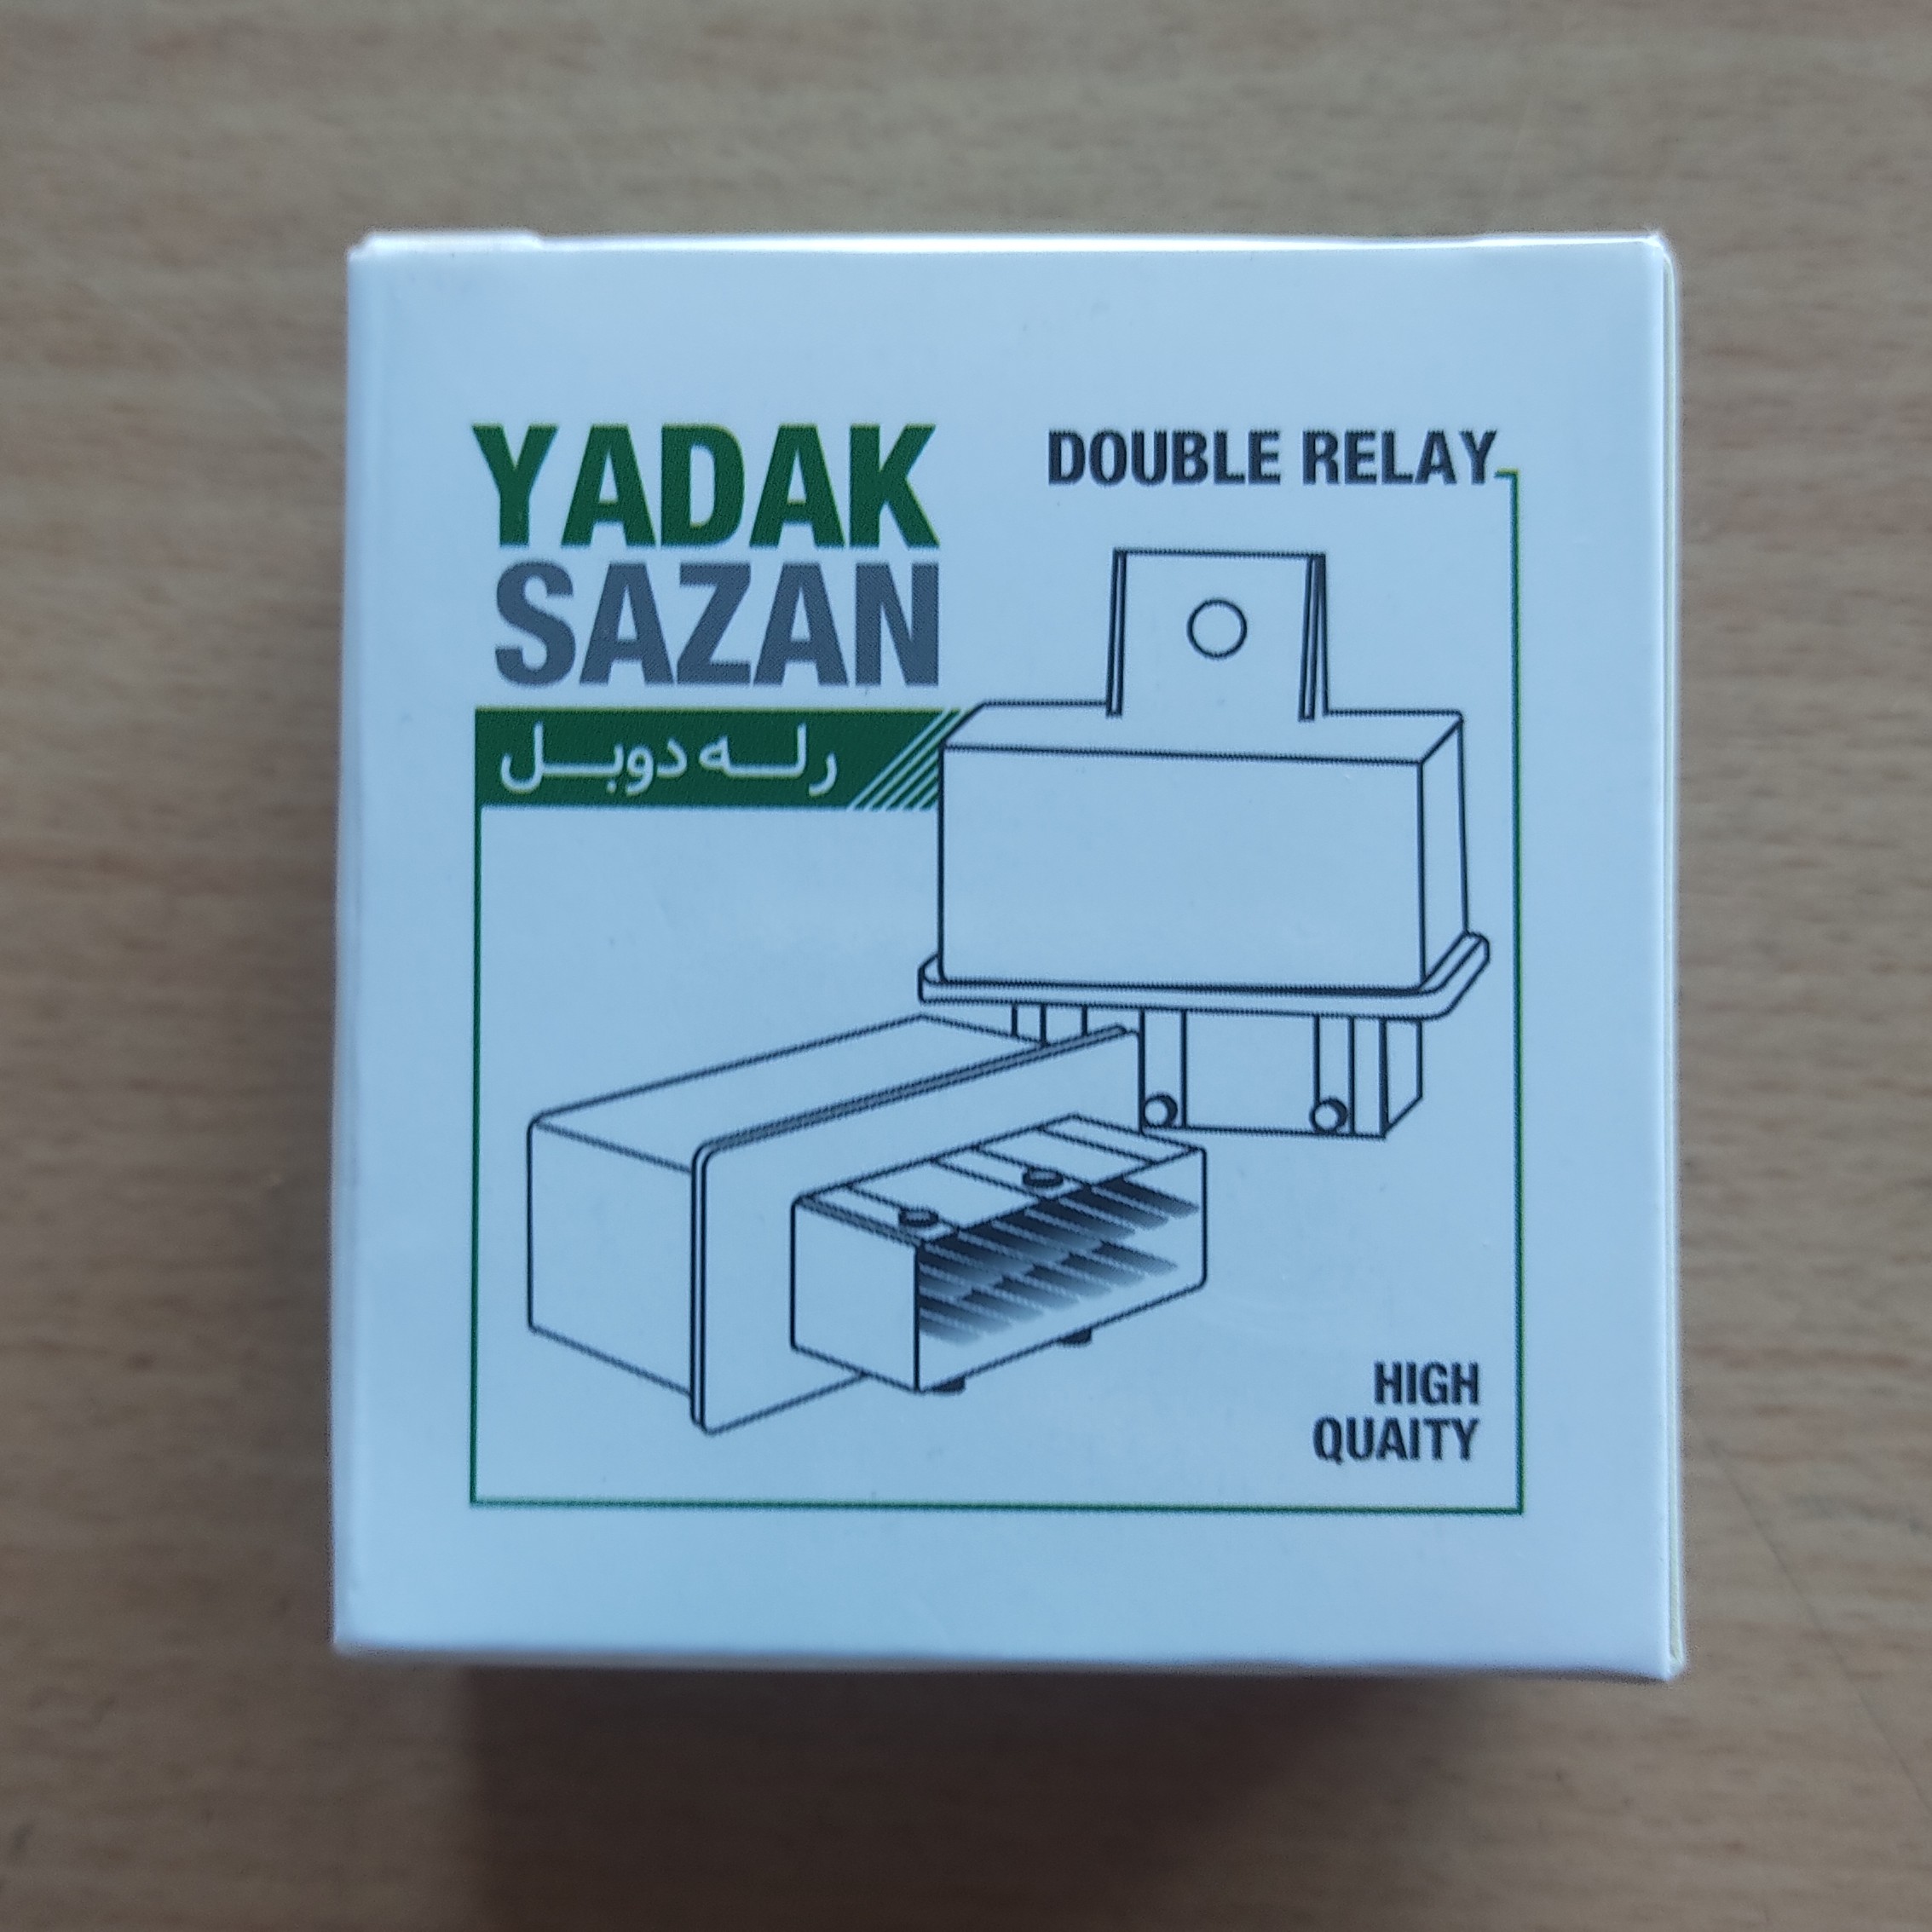 YADAK
SAZAN
رله دوبل
DOUBLE RELAY
HIGH
QUAITY